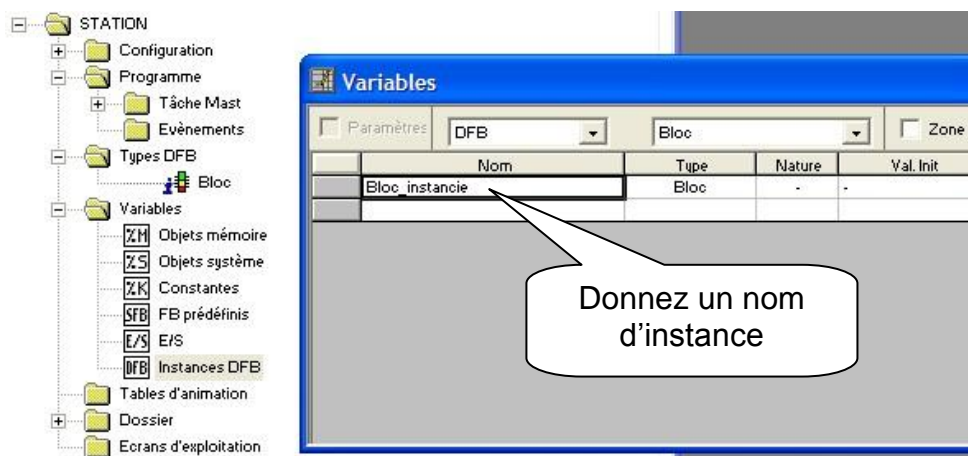 STATION
Configuration
Programme
Tâche Mast
Evènements
Types DFB
Bloc
Variables
%M Objets mémoire
%S Objets système
%K Constantes
SFB FB prédéfinis
E/S E/S
DFB Instances DFB
Tables d'animation
Dossier
Ecrans d'exploitation
Variables
Paramètres DFB Bloc Zone
Nom Type Nature Val. Init
Bloc_instancie Bloc - -
Donnez un nom
d’instance